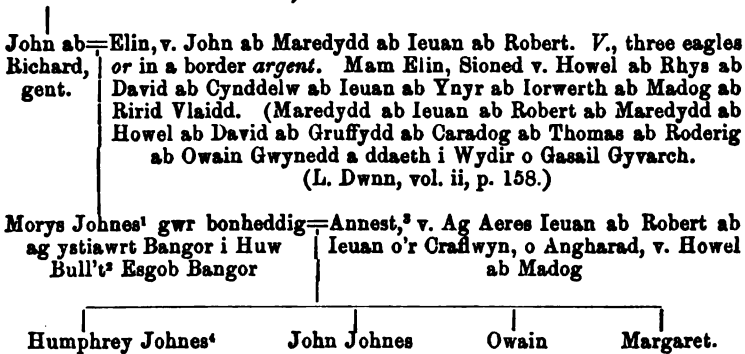 John ab=Elin, v. John ab Maredydd ab Ieuan ab Robert. V., three eagles
Richard, or in a border argent. Mam Elin, Sioned v. Howel ab Rhys ab
gent. David ab Cynddelw ab Ieuan ab Ynyr ab Iorwerth ab Madog ab
Ririd Vlaidd. (Maredydd ab Ieuan ab Robert ab Maredydd ab
Howel ab David ab Gruffydd ab Caradog ab Thomas ab Roderig
ab Owain Gwynedd a ddaeth i Wydir o Gasail Gyvarch.
(L. Dwnn, vol. ii, p. 158.)
Morys Johnes¹ gwr bonheddig=Annest,³ v. Ag Aeres Ieuan ab Robert ab
ag ystiawrt Bangor i Huw Ieuan o'r Craflwyn, o Angharad, v. Howel
Bull't² Esgob Bangor ab Madog
Humphrey Johnes⁴ John Johnes Owain Margaret.